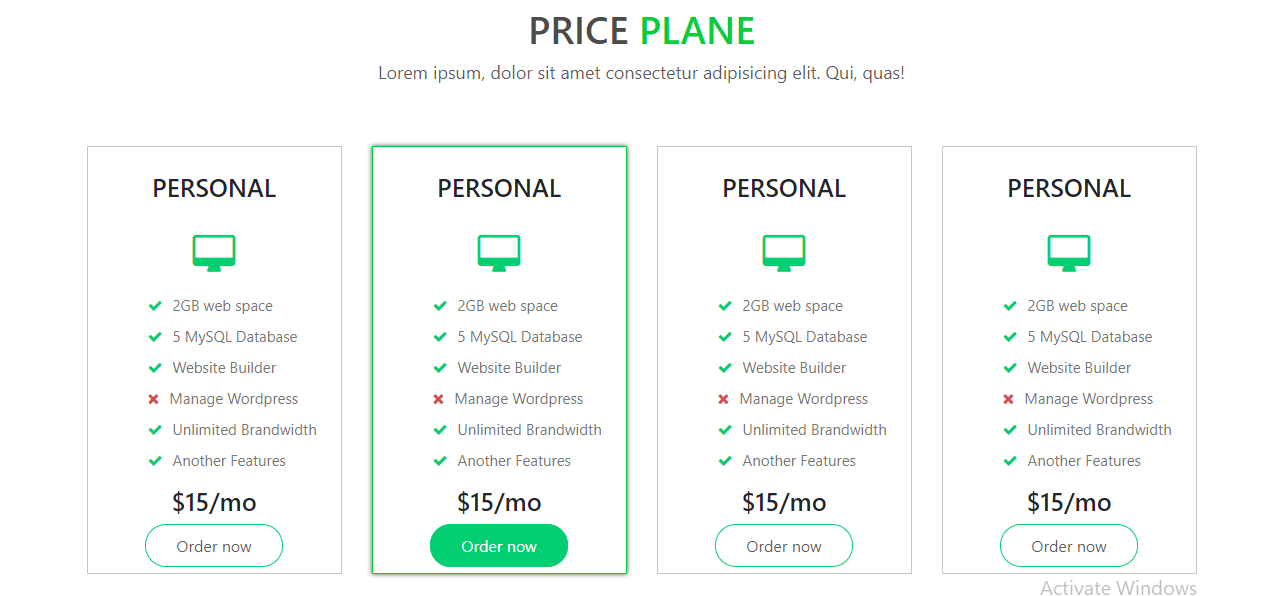 PRICE PLANE
Lorem ipsum, dolor sit amet consectetur adipisicing elit. Qui, quas!
PERSONAL
2GB web space
5 MySQL Database
Website Builder
Manage Wordpress
Unlimited Brandwidth
Another Features
$15/mo
Order now
PERSONAL
2GB web space
5 MySQL Database
Website Builder
Manage Wordpress
Unlimited Brandwidth
Another Features
$15/mo
Order now
PERSONAL
2GB web space
5 MySQL Database
Website Builder
Manage Wordpress
Unlimited Brandwidth
Another Features
$15/mo
Order now
PERSONAL
2GB web space
5 MySQL Database
Website Builder
Manage Wordpress
Unlimited Brandwidth
Another Features
$15/mo
Order now
Activate Windows